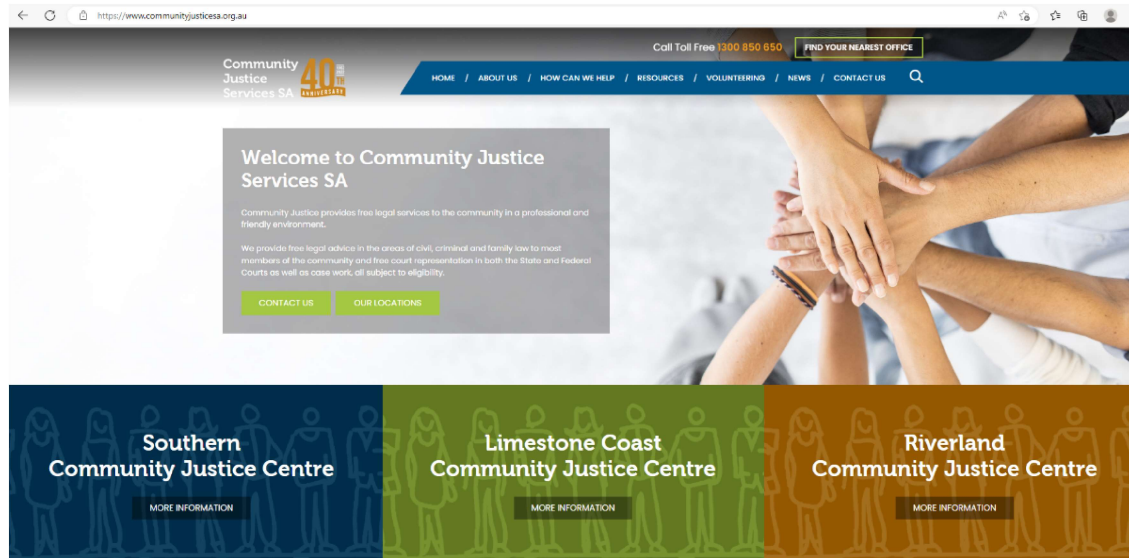 https://www.communityjusticesa.org.au
Call Toll Free 1300 850 650
FIND YOUR NEAREST OFFICE
Community
Justice
Services SA
40TH
ANNIVERSARY
HOME / ABOUT US / HOW CAN WE HELP / RESOURCES / VOLUNTEERING / NEWS / CONTACT US
Welcome to Community Justice
Services SA
Community Justice provides free legal services to the community in a professional and
friendly environment.
We provide free legal advice in the areas of civil, criminal and family law to most
members of the community and free court representation in both the State and Federal
Courts as well as case work, all subject to eligibility.
CONTACT US
OUR LOCATIONS
Southern
Community Justice Centre
MORE INFORMATION
Limestone Coast
Community Justice Centre
MORE INFORMATION
Riverland
Community Justice Centre
MORE INFORMATION